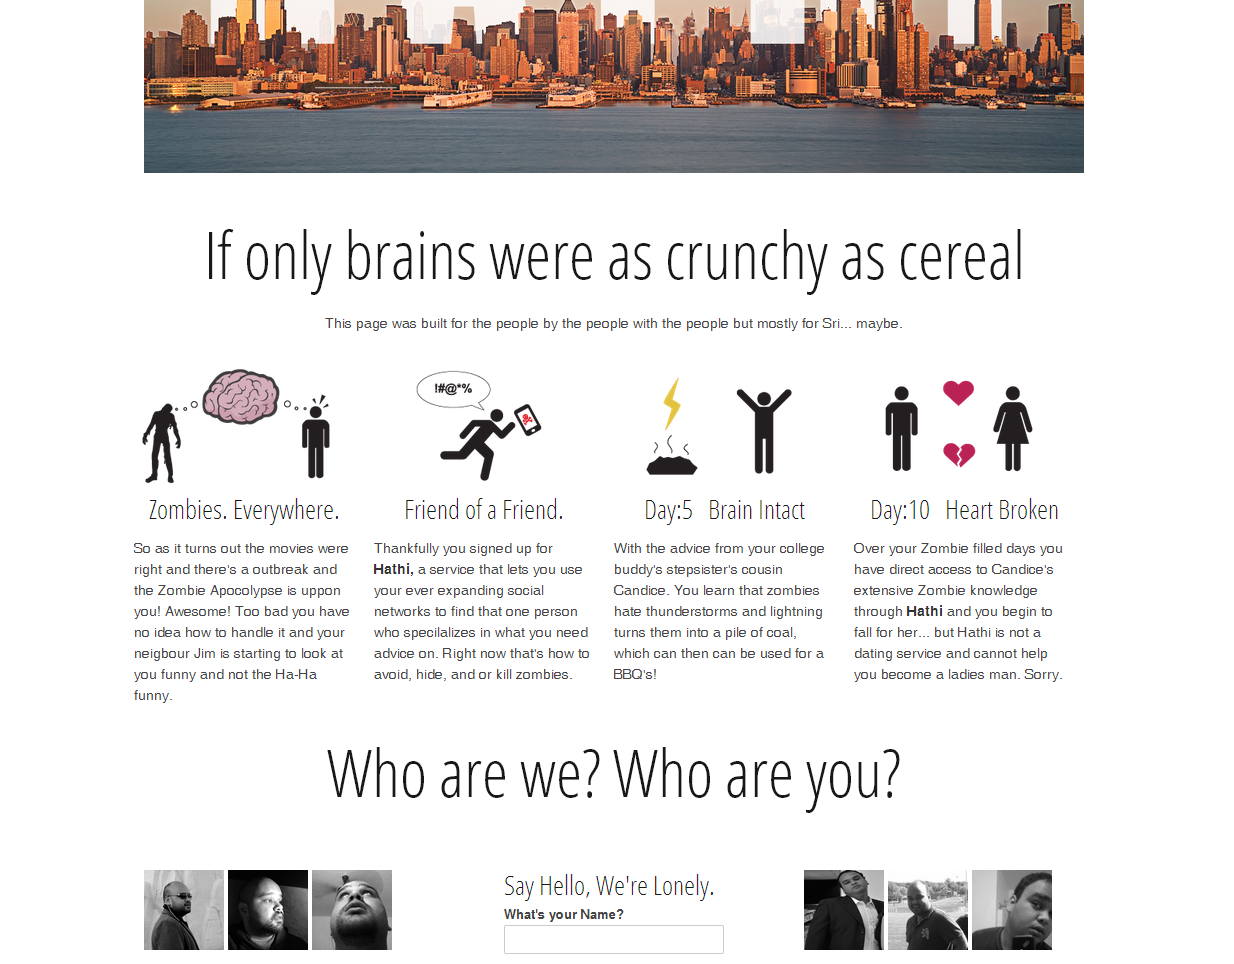 If only brains were as crunchy as cereal
This page was built for the people by the people with the people but mostly for Sri... maybe.
!#@*%
Zombies. Everywhere.
So as it turns out the movies were
right and there's a outbreak and
the Zombie Apocolypse is uppon
you! Awesome! Too bad you have
no idea how to handle it and your
neigbour Jim is starting to look at
you funny and not the Ha-Ha
funny.
Friend of a Friend.
Thankfully you signed up for
Hathi, a service that lets you use
your ever expanding social
networks to find that one person
who specilalizes in what you need
advice on. Right now that's how to
avoid, hide, and or kill zombies.
Day:5 Brain Intact
With the advice from your college
buddy's stepsister's cousin
Candice. You learn that zombies
hate thunderstorms and lightning
turns them into a pile of coal,
which can then can be used for a
BBQ's!
Day:10 Heart Broken
Over your Zombie filled days you
have direct access to Candice's
extensive Zombie knowledge
through Hathi and you begin to
fall for her... but Hathi is not a
dating service and cannot help
you become a ladies man. Sorry.
Who are we? Who are you?
Say Hello, We're Lonely.
What's your Name?